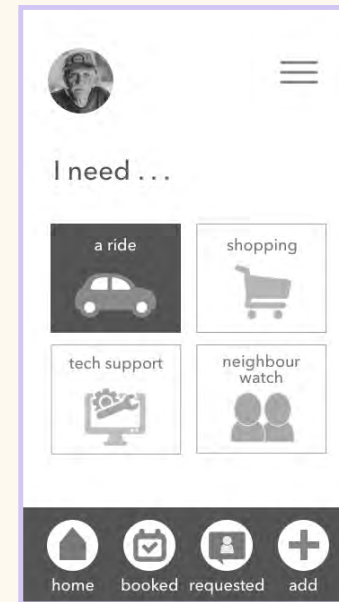 I need . . .
a ride
shopping
tech support
neighbour
watch
home
booked
requested
add